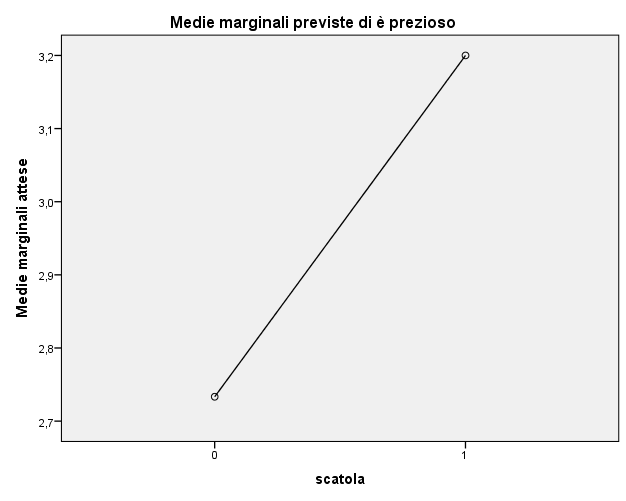 Medie marginali previste di è prezioso
Medie marginali attese
3,2
3,1
3,0
2,9
2,8
2,7
0 1
scatola